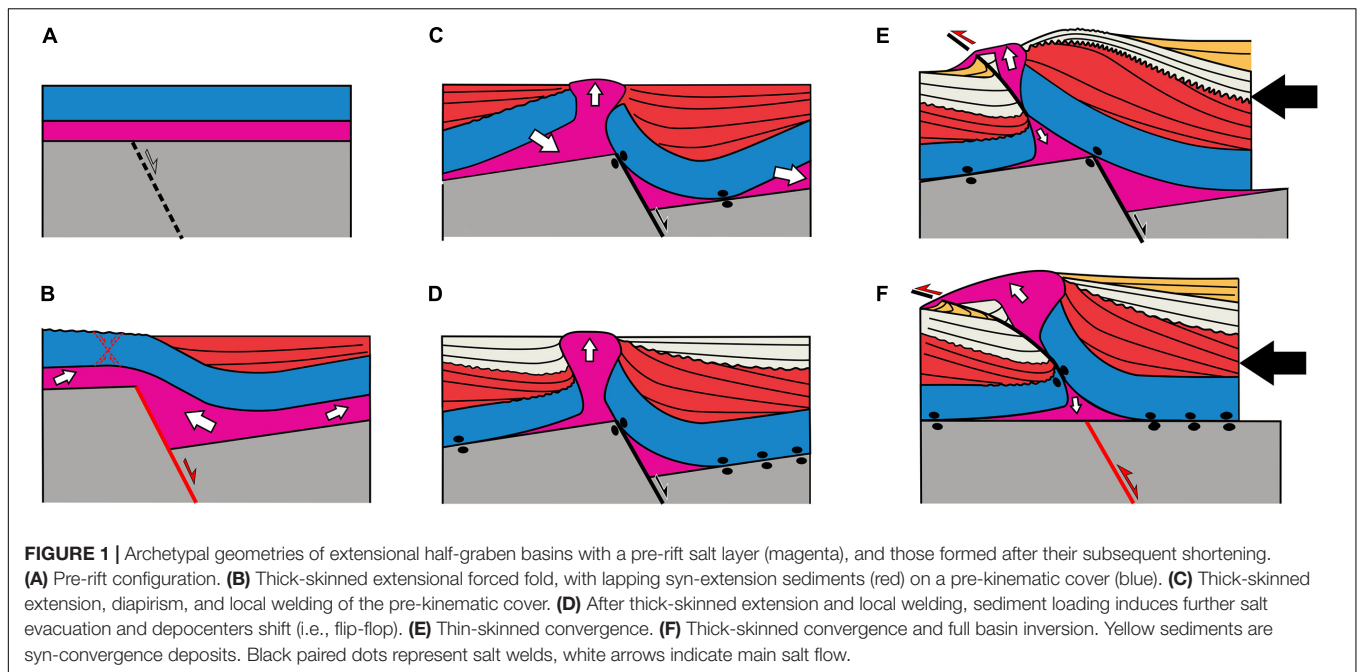 A
C
E
B
D
F
FIGURE 1 | Archetypal geometries of extensional half-graben basins with a pre-rift salt layer (magenta), and those formed after their subsequent shortening.
(A) Pre-rift configuration. (B) Thick-skinned extensional forced fold, with lapping syn-extension sediments (red) on a pre-kinematic cover (blue). (C) Thick-skinned
extension, diapirism, and local welding of the pre-kinematic cover. (D) After thick-skinned extension and local welding, sediment loading induces further salt
evacuation and depocenters shift (i.e., flip-flop). (E) Thin-skinned convergence. (F) Thick-skinned convergence and full basin inversion. Yellow sediments are
syn-convergence deposits. Black paired dots represent salt welds, white arrows indicate main salt flow.